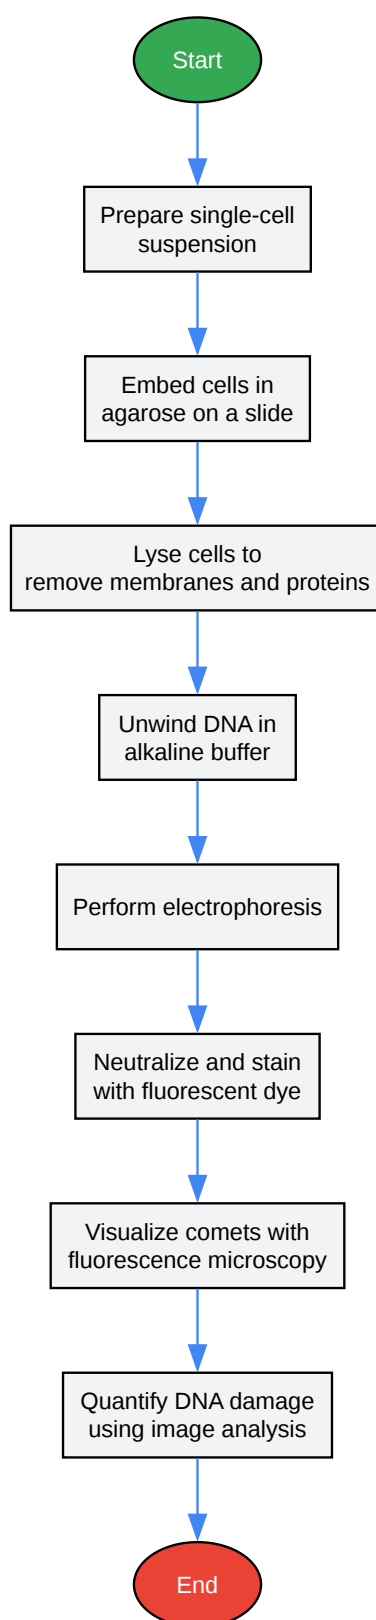 Start
Prepare single-cell
suspension
Embed cells in
agarose on a slide
Lyse cells to
remove membranes and proteins
Unwind DNA in
alkaline buffer
Perform electrophoresis
Neutralize and stain
with fluorescent dye
Visualize comets with
fluorescence microscopy
Quantify DNA damage
using image analysis
End